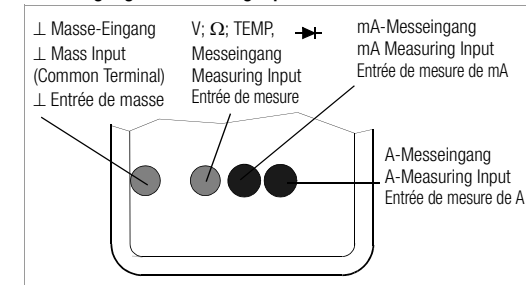 ⊥ Masse-Eingang
⊥ Mass Input
(Common Terminal)
⊥ Entrée de masse
V; Ω; TEMP,
Messeingang
Measuring Input
Entrée de mesure
mA-Messeingang
mA Measuring Input
Entrée de mesure de mA
A-Messeingang
A-Measuring Input
Entrée de mesure de A